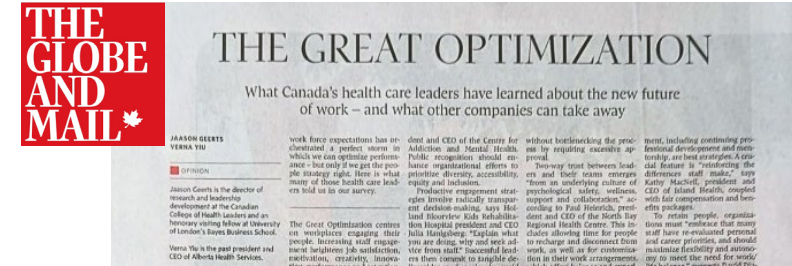 THE
GLOBE
AND
MAIL
THE GREAT OPTIMIZATION
What Canada's health care leaders have learned about the new future
of work – and what other companies can take away
JAASON GEERTS
VERNA YIU
OPINION
Jaason Geerts is the director of
research and leadership
development at the Canadian
College of Health Leaders and an
honorary visiting fellow at University
of London's Bayes Business School.
Verna Yiu is the past president and
CEO of Alberta Health Services.
work force expectations has or-
chestrated a perfect storm in
which we can optimize perform-
ance – but only if we get the peo-
ple strategy right. Here is what
many of those health care lead-
ers told us in our survey.
The Great Optimization centres
on workplaces engaging their
people. Increasing staff engage-
ment heightens job satisfaction,
motivation, creativity, innova-
dent and CEO of the Centre for
Addiction and Mental Health.
Public recognition should en-
hance organizational efforts to
prioritize diversity, accessibility,
equity and inclusion.
Productive engagement strat-
egies involve radically transpar-
ent decision-making, says Hol-
land Bloorview Kids Rehabilita-
tion Hospital president and CEO
Julia Hanigsberg: "Explain what
you are doing, why and seek ad-
vice from staff." Successful lead-
ers then commit to tangible de-
without bottlenecking the proc-
ess by requiring excessive ap-
proval.
Two-way trust between lead-
ers and their teams emerges
"from an underlying culture of
psychological safety, wellness,
support and collaboration," ac-
cording to Paul Heinrich, presi-
dent and CEO of the North Bay
Regional Health Centre. This in-
cludes allowing time for people
to recharge and disconnect from
work, as well as for customisa-
tion in their work arrangements,
ment, including continuing pro-
fessional development and men-
torship, are best strategies. A cru-
cial feature is "reinforcing the
differences staff make," says
Kathy MacNeil, president and
CEO of Island Health, coupled
with fair compensation and ben-
efits packages.
To retain people, organiza-
tions must "embrace that many
staff have re-evaluated personal
and career priorities, and should
maximize flexibility and autono-
my to meet the need for work/